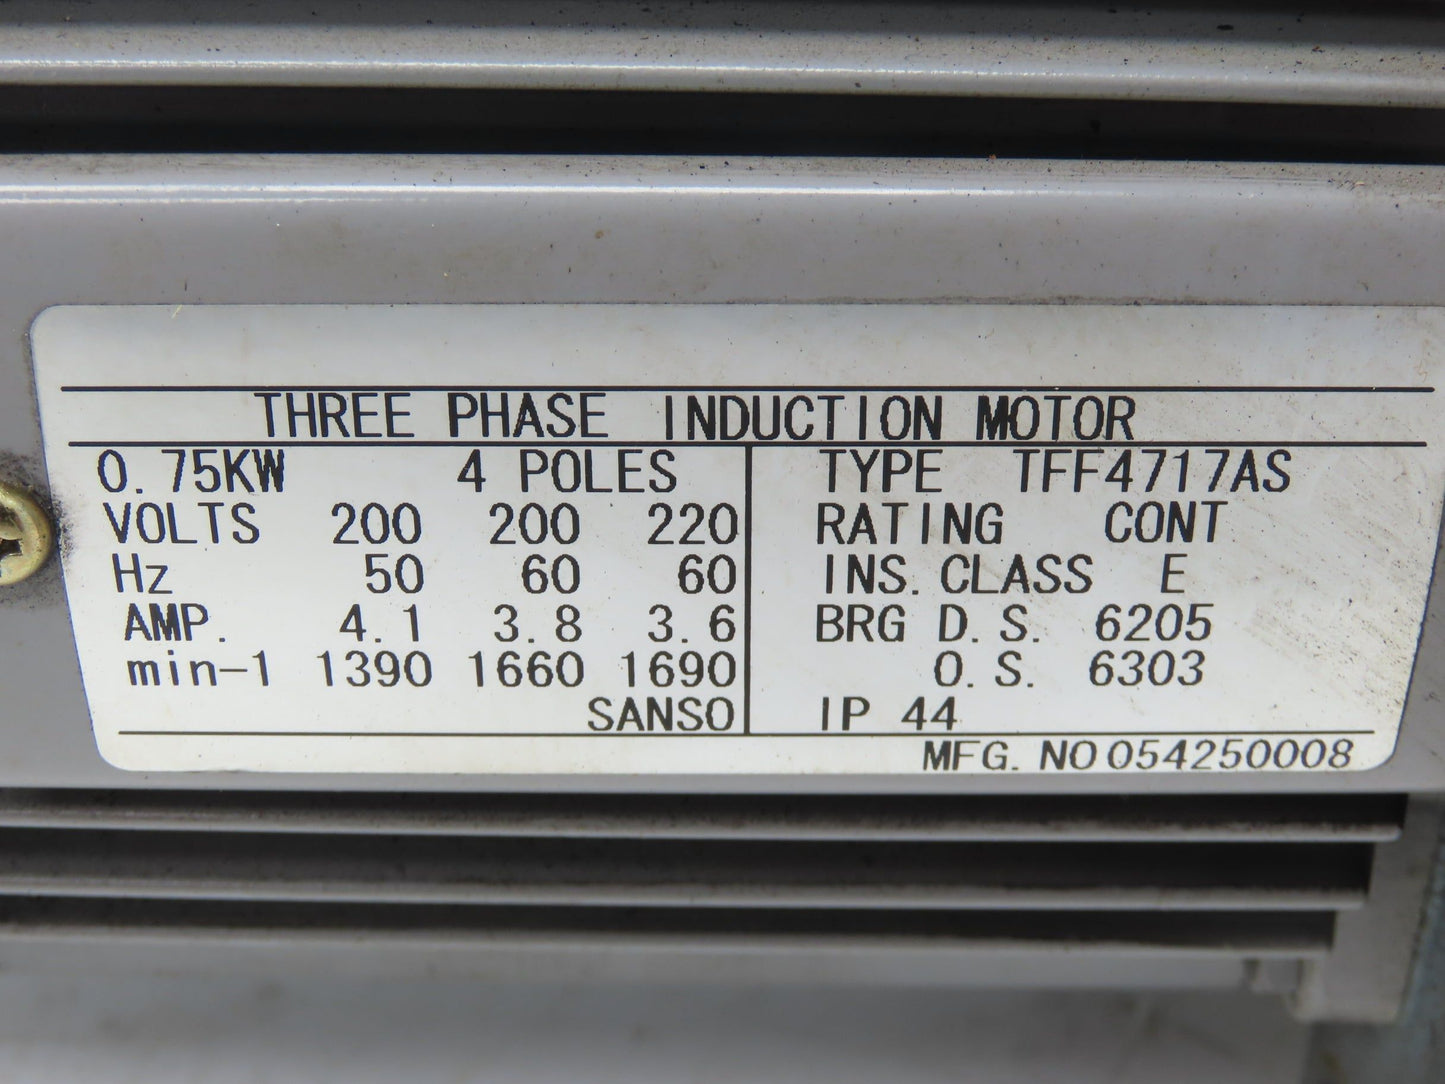 THREE PHASE INDUCTION MOTOR
0.75KW 4 POLES
VOLTS 200 200 220
Hz 50 60 60
AMP. 4.1 3.8 3.6
min-1 1390 1660 1690
SANSO
TYPE TFF4717AS
RATING CONT
INS.CLASS E
BRG D.S. 6205
O.S. 6303
IP 44
MFG. NO 054250008